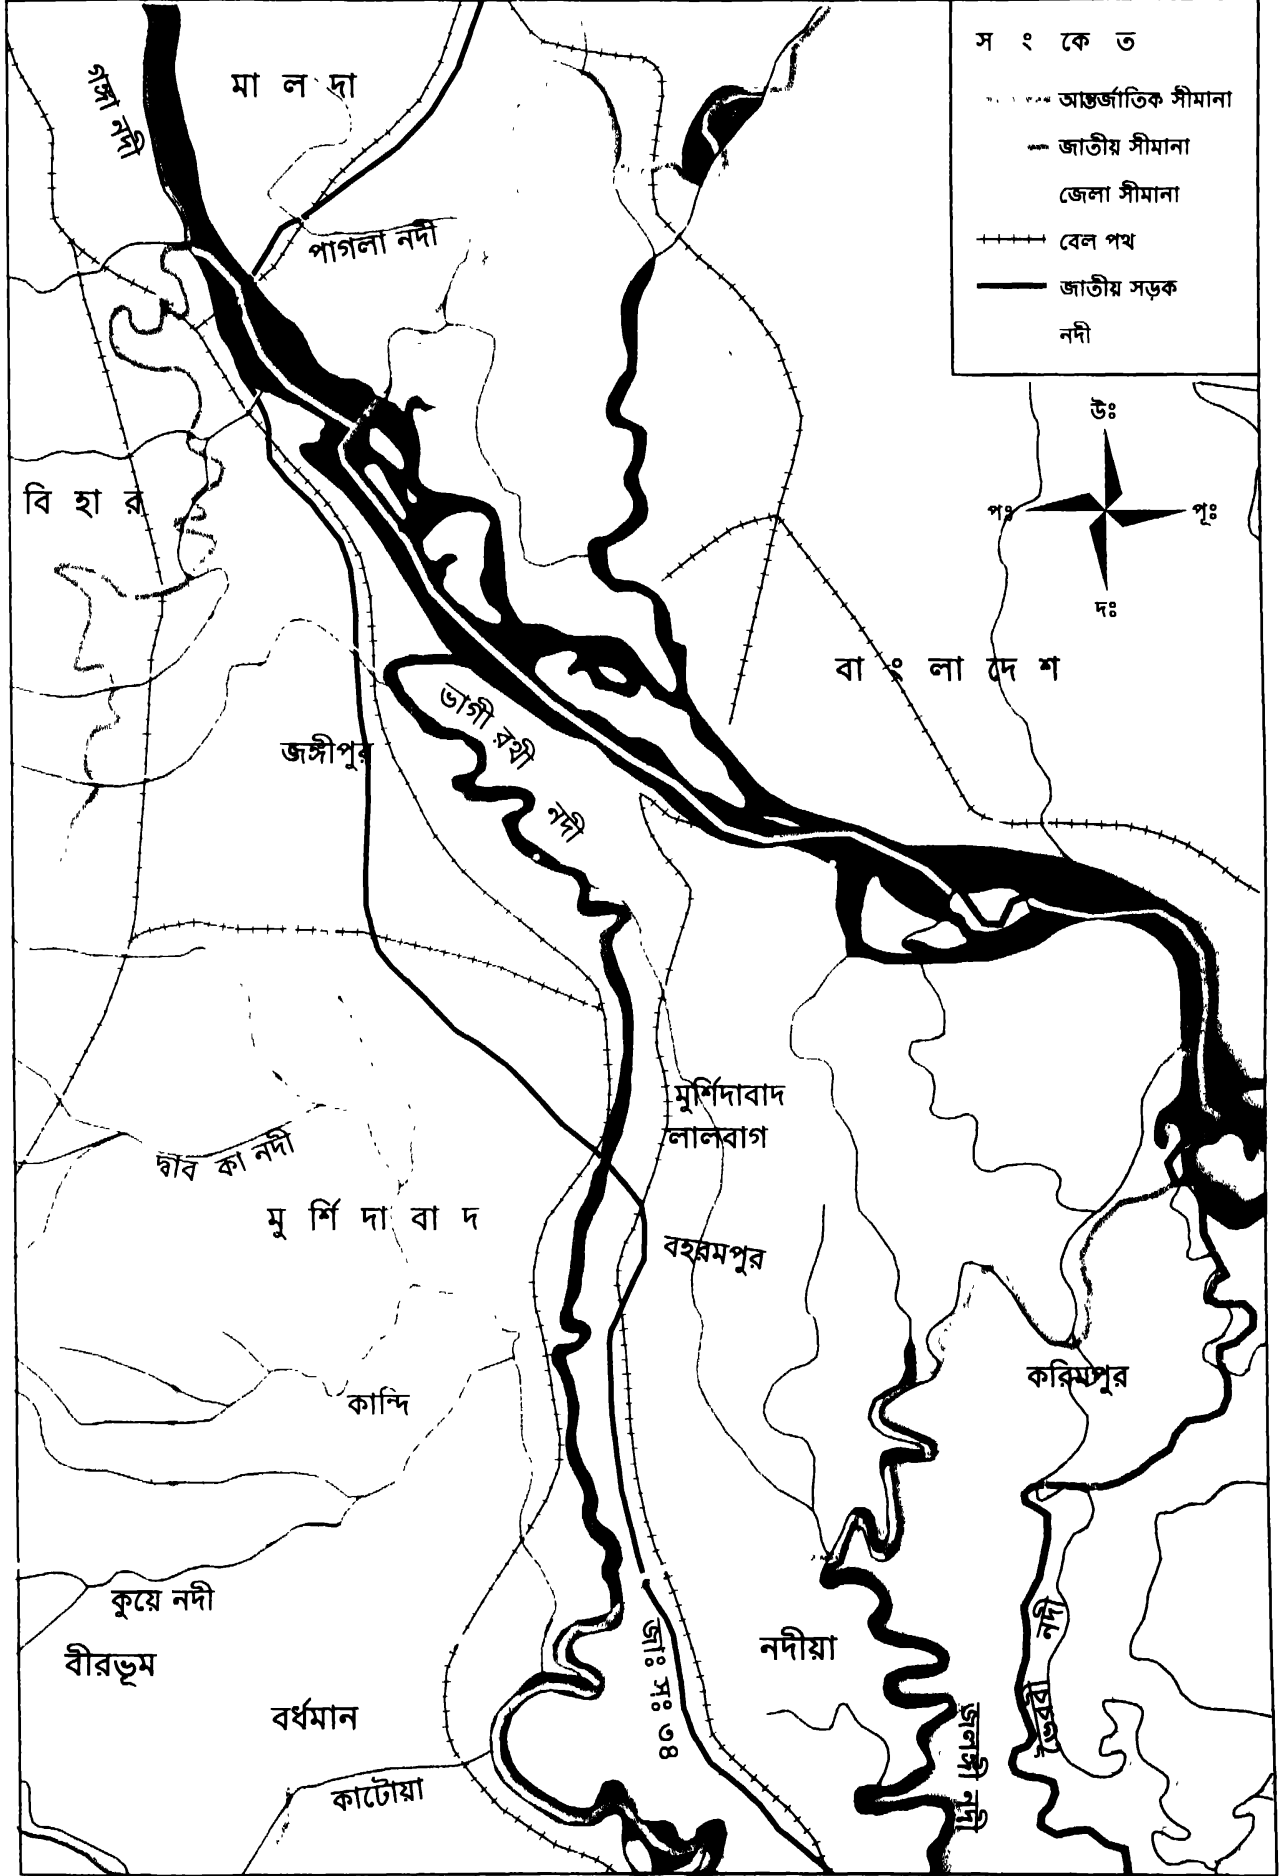 স ং কে ত
আন্তর্জাতিক সীমানা
জাতীয় সীমানা
জেলা সীমানা
রেল পথ
জাতীয় সড়ক
নদী
গঙ্গা নদী
মা ল দা
পাগলা নদী
উঃ
পঃ
পূঃ
দঃ
বি হা র
বা ং লা দে শ
ভাগী রথী
নদী
জঙ্গীপুর
মুর্শিদাবাদ
লালবাগ
দ্বার কা নদী
মু র্শি দা বা দ
বহরমপুর
করিমপুর
কান্দি
কুয়ে নদী
বীরভূম
নদীয়া
জাঃ সঃ ৩৪
বর্ধমান
কাটোয়া
জলঙ্গী নদী
নদী